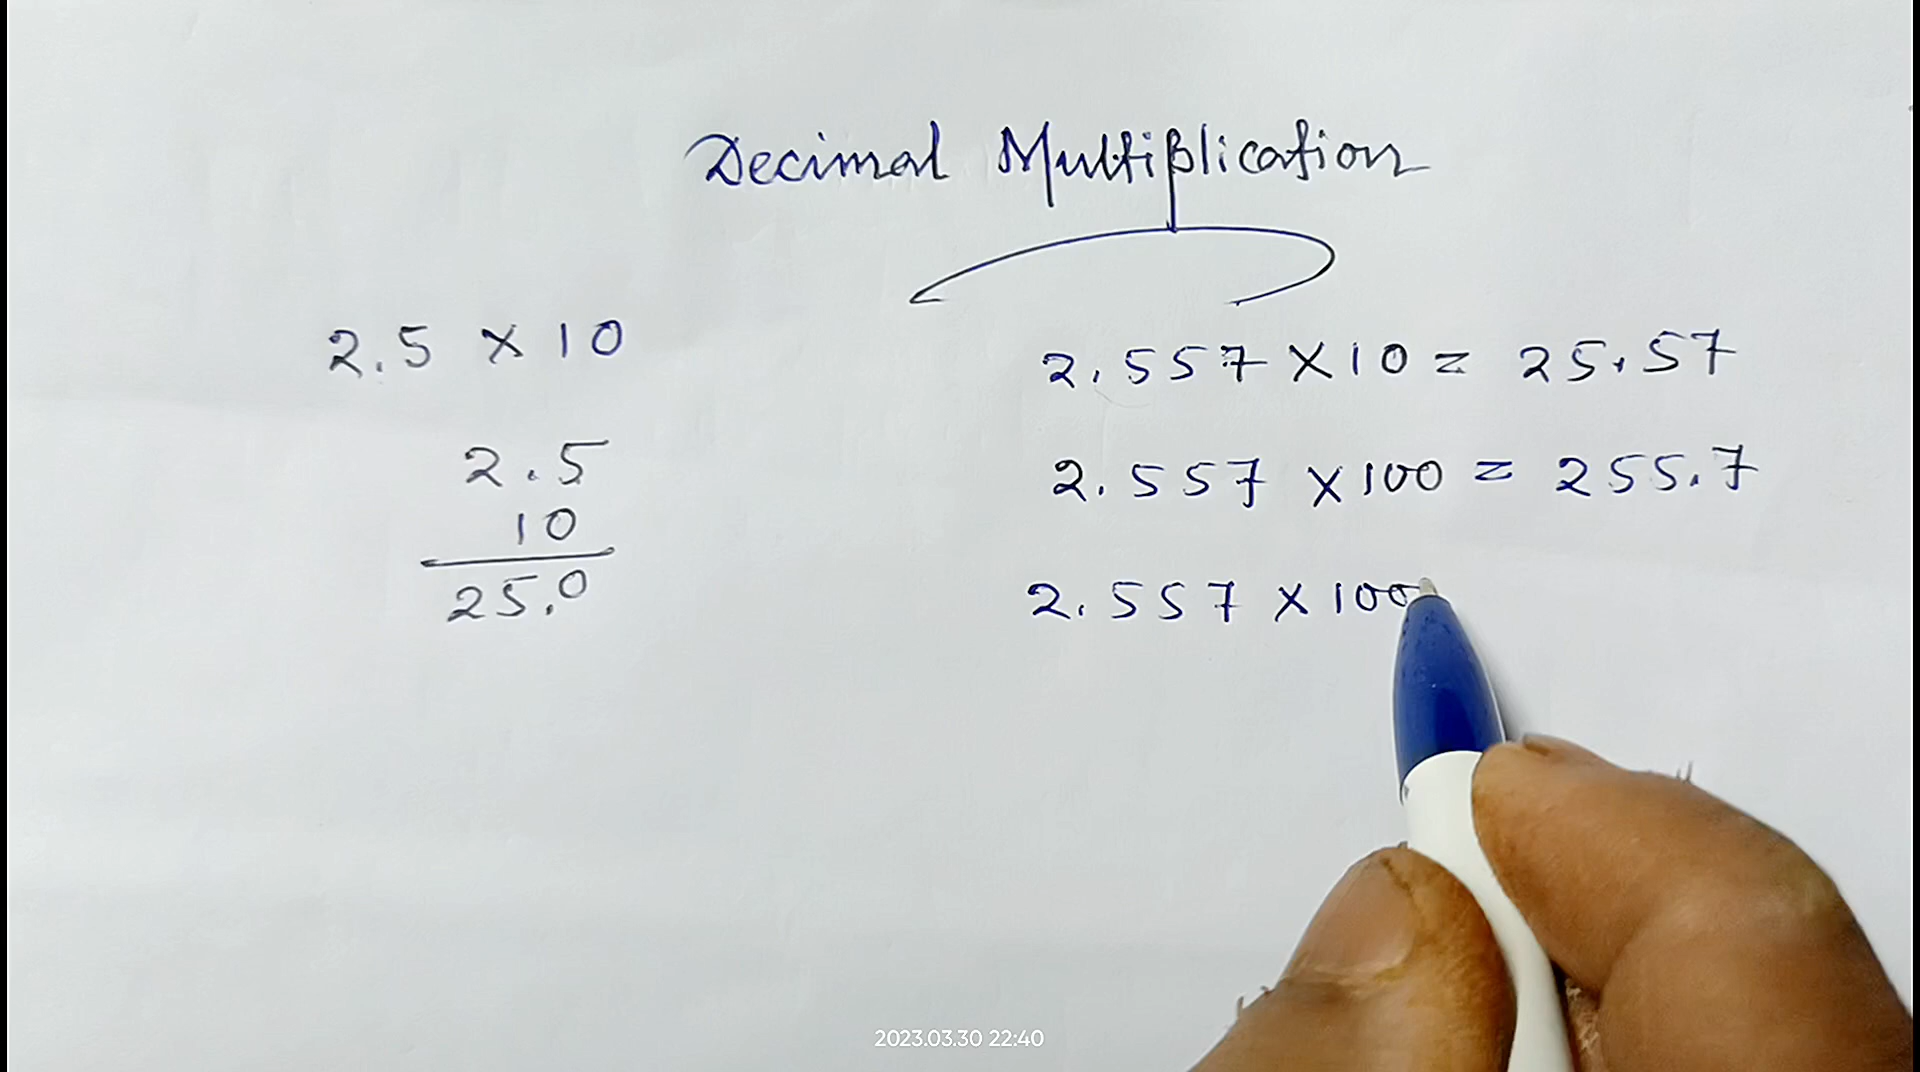 Decimal Multiplication
2.5 × 10
2.5
10
25.0
2.557 × 10 = 25.57
2.557 × 100 = 255.7
2.557 × 100
2023.03.30 22:40